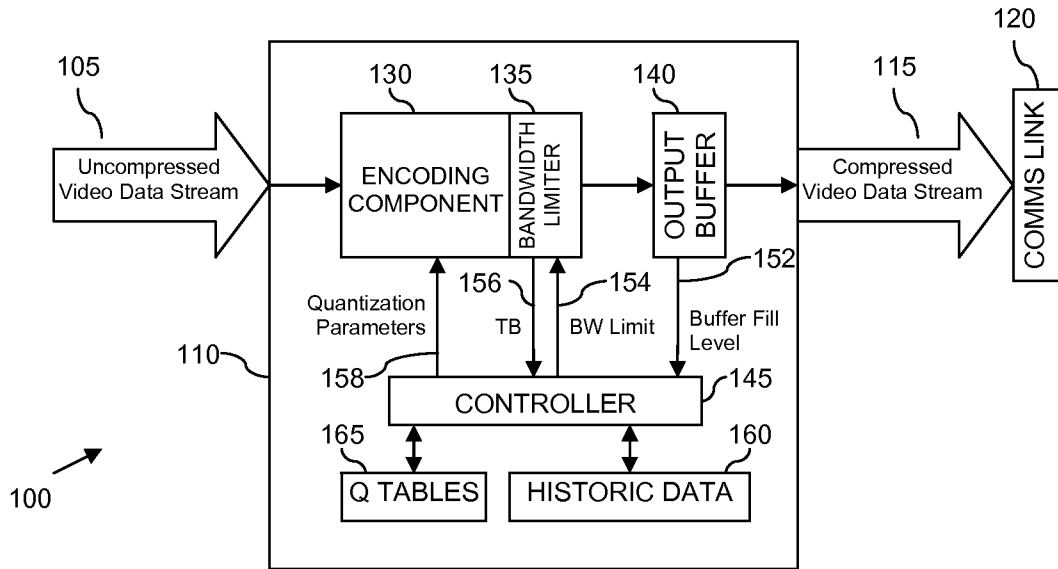 120
105
130
135
140
115
Uncompressed
Video Data Stream
ENCODING
COMPONENT
BANDWIDTH
LIMITER
OUTPUT
BUFFER
Compressed
Video Data Stream
COMMS LINK
152
156
154
Quantization
Parameters
TB
BW Limit
Buffer Fill
Level
110
158
145
CONTROLLER
165
160
100
Q TABLES
HISTORIC DATA